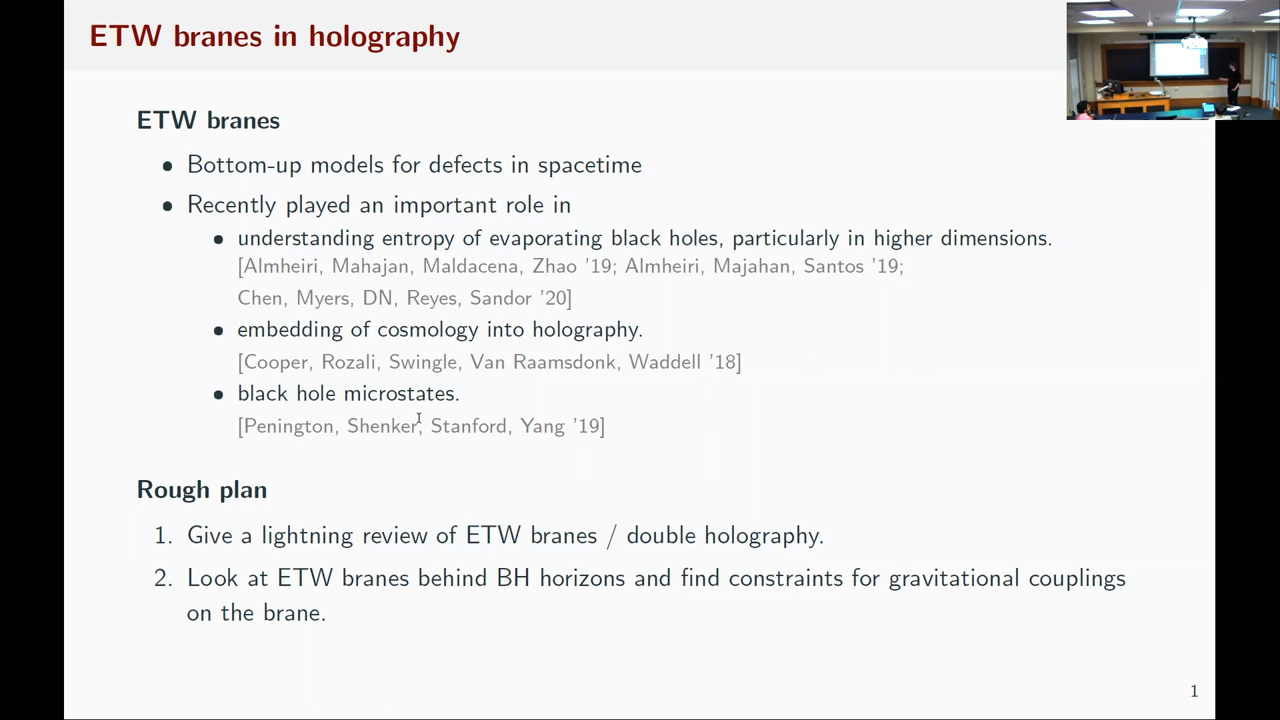 ETW branes in holography
ETW branes
• Bottom-up models for defects in spacetime
• Recently played an important role in
• understanding entropy of evaporating black holes, particularly in higher dimensions.
[Almheiri, Mahajan, Maldacena, Zhao '19; Almheiri, Majahan, Santos '19;
Chen, Myers, DN, Reyes, Sandor '20]
• embedding of cosmology into holography.
[Cooper, Rozali, Swingle, Van Raamsdonk, Waddell '18]
• black hole microstates.
[Penington, Shenker, Stanford, Yang '19]
Rough plan
1. Give a lightning review of ETW branes / double holography.
2. Look at ETW branes behind BH horizons and find constraints for gravitational couplings
on the brane.
1